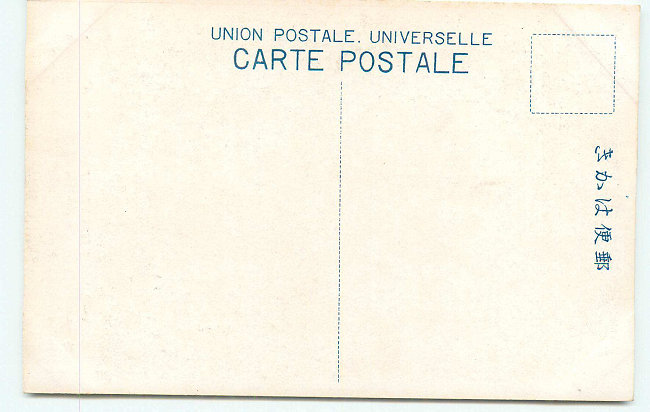 UNION POSTALE. UNIVERSELLE
CARTE POSTALE
郵便はかき